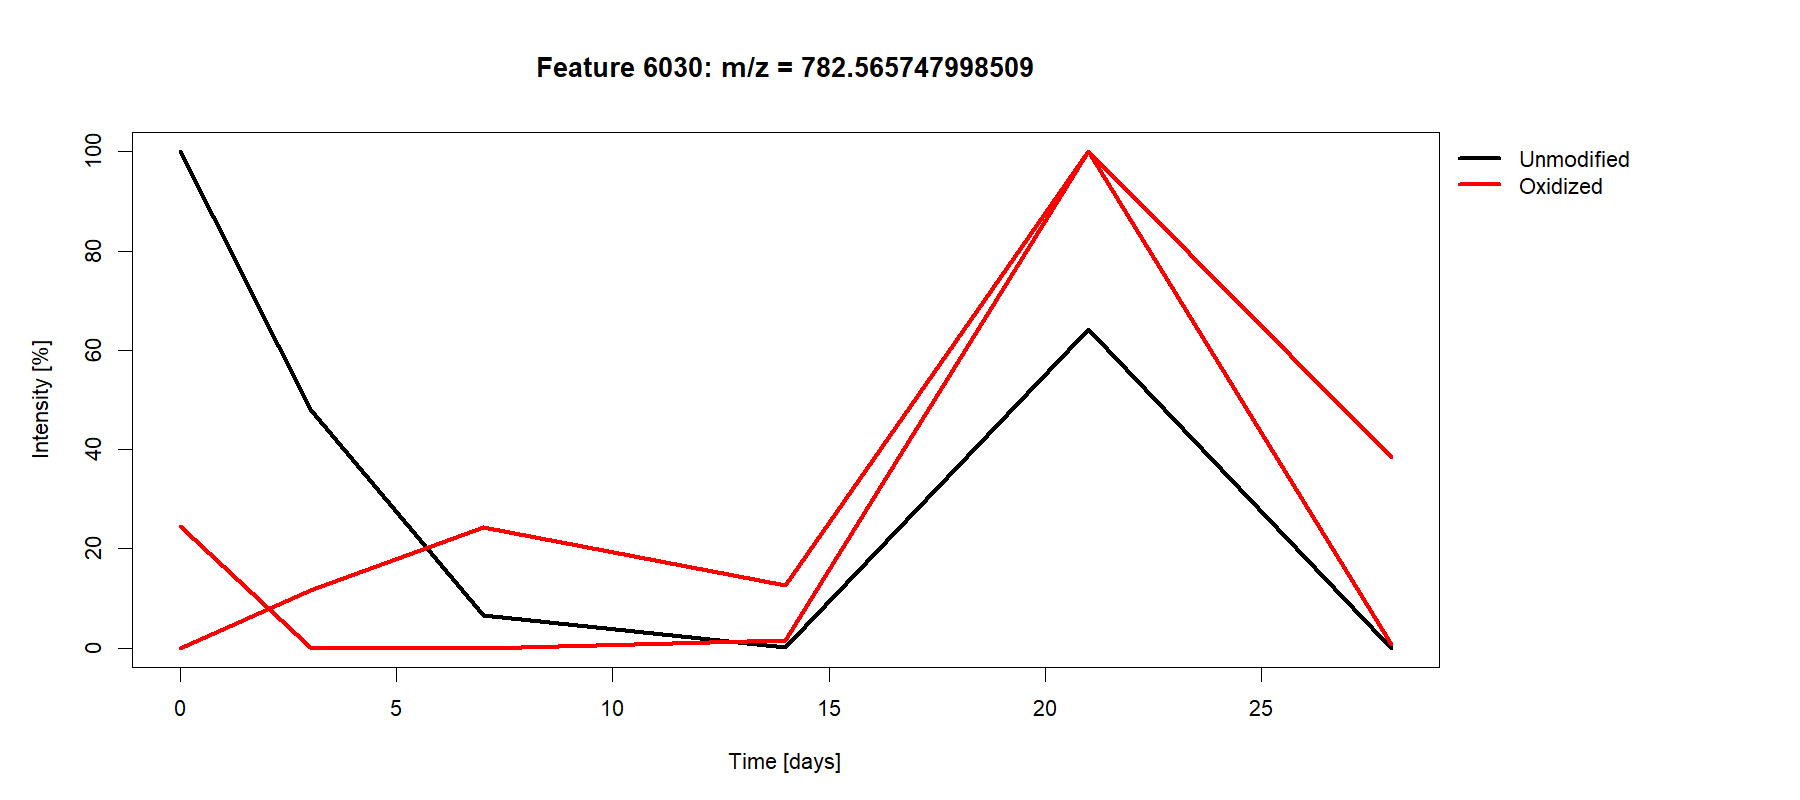 Feature 6030: m/z = 782.565747998509
Unmodified
Oxidized
100
80
60
40
20
0
Intensity [%]
0 5 10 15 20 25
Time [days]